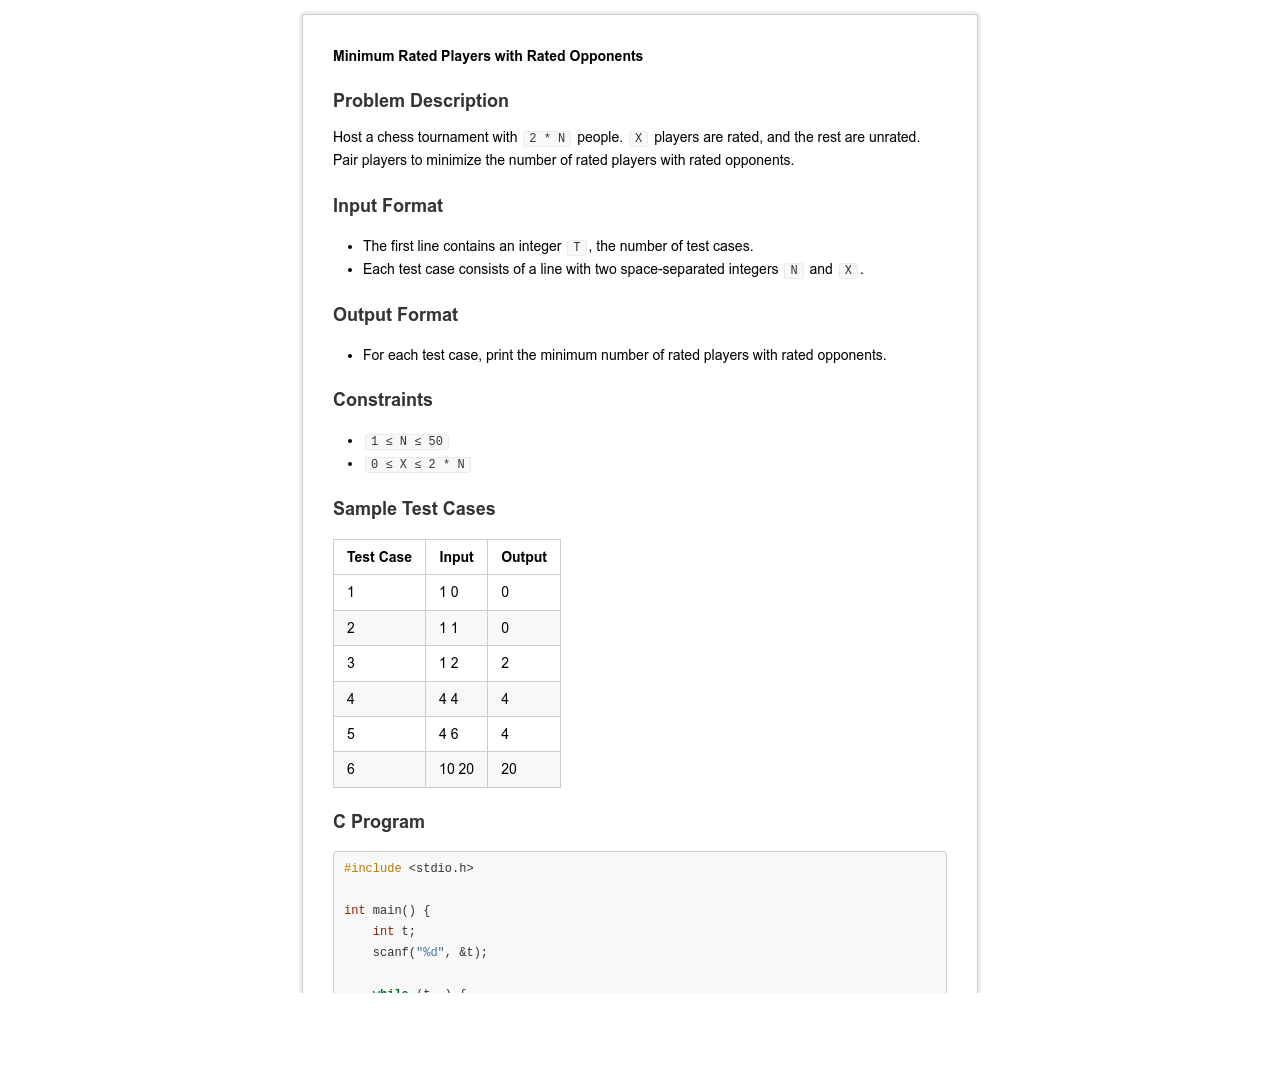 Minimum Rated Players with Rated Opponents
Problem Description
Host a chess tournament with 2 * N people. X players are rated, and the rest are unrated.
Pair players to minimize the number of rated players with rated opponents.
Input Format
• The first line contains an integer T, the number of test cases.
• Each test case consists of a line with two space-separated integers N and X.
Output Format
• For each test case, print the minimum number of rated players with rated opponents.
Constraints
• 1 ≤ N ≤ 50
• 0 ≤ X ≤ 2 * N
Sample Test Cases
Test Case Input Output
1 1 0 0
2 1 1 0
3 1 2 2
4 4 4 4
5 4 6 4
6 10 20 20
C Program
#include <stdio.h>
int main() {
int t;
scanf("%d", &t);